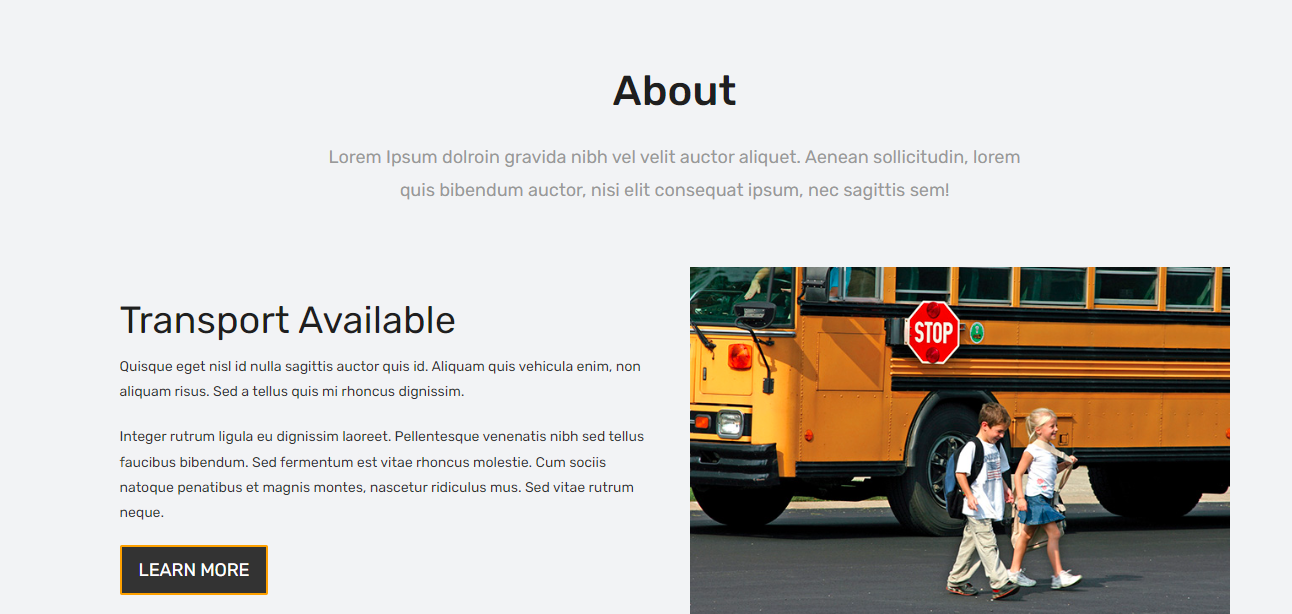 About
Lorem Ipsum dolroin gravida nibh vel velit auctor aliquet. Aenean sollicitudin, lorem
quis bibendum auctor, nisi elit consequat ipsum, nec sagittis sem!
Transport Available
Quisque eget nisl id nulla sagittis auctor quis id. Aliquam quis vehicula enim, non
aliquam risus. Sed a tellus quis mi rhoncus dignissim.
Integer rutrum ligula eu dignissim laoreet. Pellentesque venenatis nibh sed tellus
faucibus bibendum. Sed fermentum est vitae rhoncus molestie. Cum sociis
natoque penatibus et magnis montes, nascetur ridiculus mus. Sed vitae rutrum
neque.
LEARN MORE
STOP